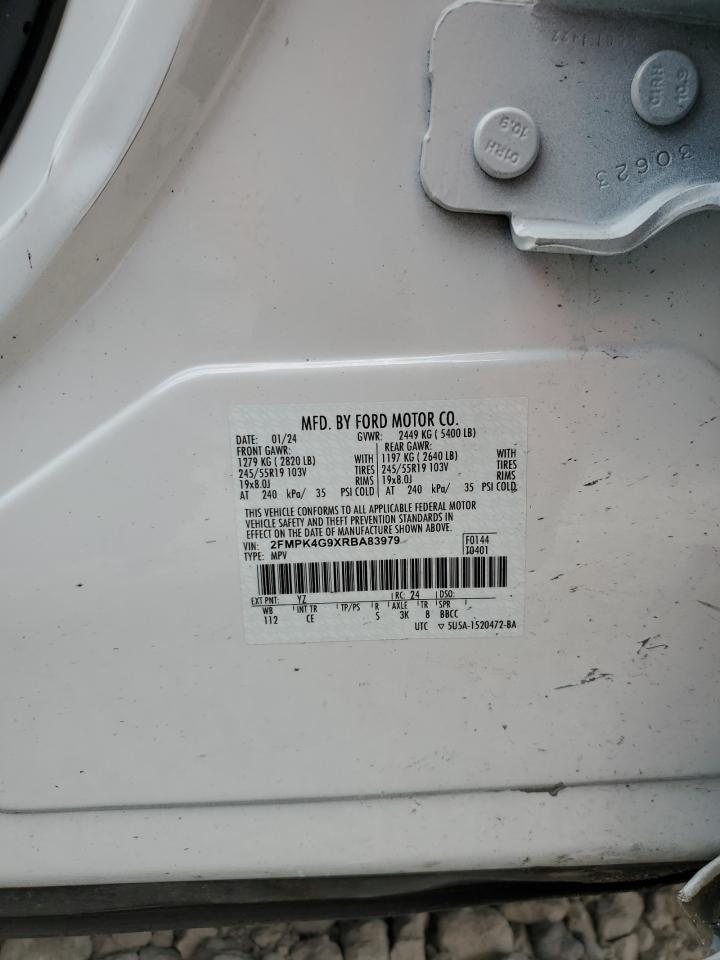 01RH
10.9
01RH
10.9
30623
MFD. BY FORD MOTOR CO.
DATE: 01/24 GVWR: 2449 KG ( 5400 LB)
FRONT GAWR: REAR GAWR:
1279 KG ( 2820 LB) WITH 1197 KG ( 2640 LB) WITH
245/55R19 103V TIRES 245/55R19 103V TIRES
19x8.0J RIMS 19x8.0J RIMS
AT 240 kPa/ 35 PSI COLD AT 240 kPa/ 35 PSI COLD
THIS VEHICLE CONFORMS TO ALL APPLICABLE FEDERAL MOTOR
VEHICLE SAFETY AND THEFT PREVENTION STANDARDS IN
EFFECT ON THE DATE OF MANUFACTURE SHOWN ABOVE.
VIN: 2FMPK4G9XRBA83979 F0144
TYPE: MPV T0401
EXT PNT: YZ RC: 24 DSO:
WB INT TR TP/PS R AXLE TR SPR
112 CE S 3K 8 BBCC
UTC ▽ 5U5A-1520472-BA